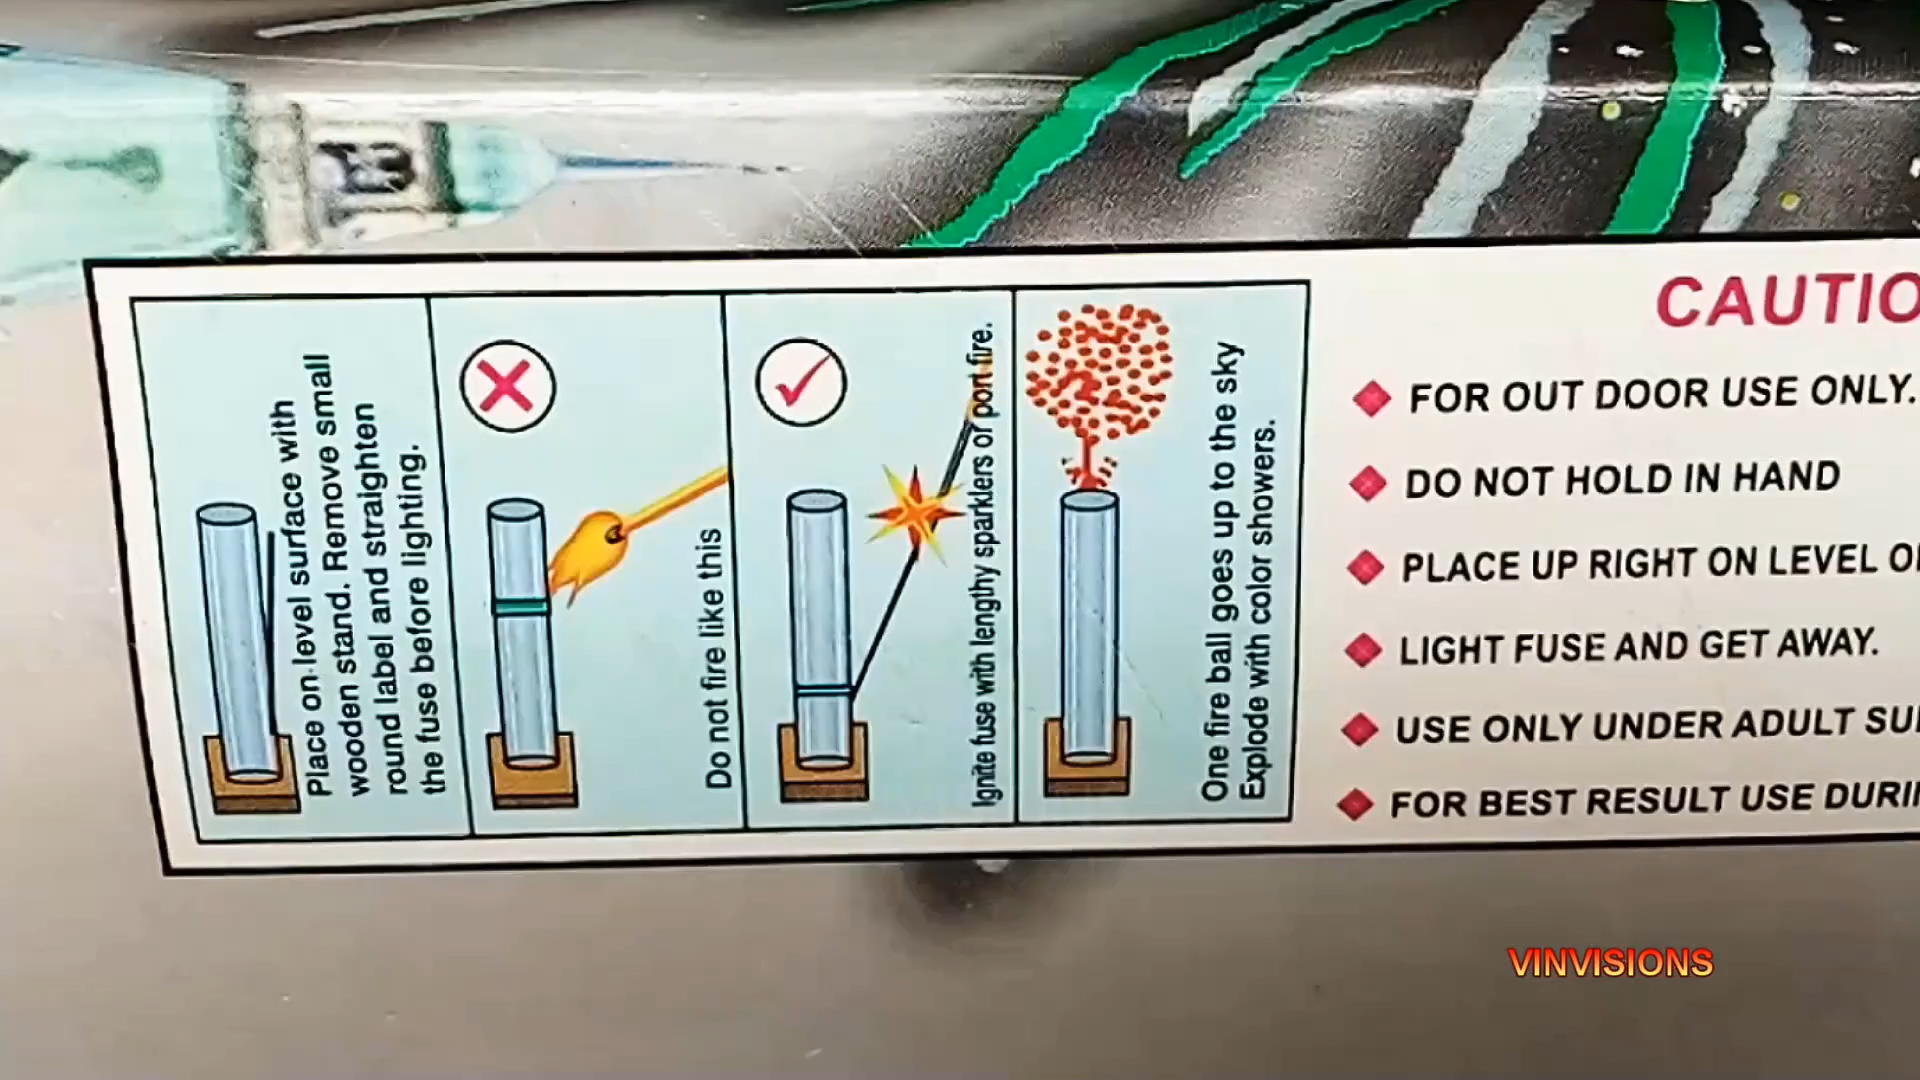 Place on level surface with
wooden stand. Remove small
round label and straighten
the fuse before lighting.
Do not fire like this
Ignite fuse with lengthy sparklers or port fire.
One fire ball goes up to the sky
Explode with color showers.
CAUTIO
FOR OUT DOOR USE ONLY.
DO NOT HOLD IN HAND
PLACE UP RIGHT ON LEVEL
LIGHT FUSE AND GET AWAY.
USE ONLY UNDER ADULT SU
FOR BEST RESULT USE DURI
VINVISIONS